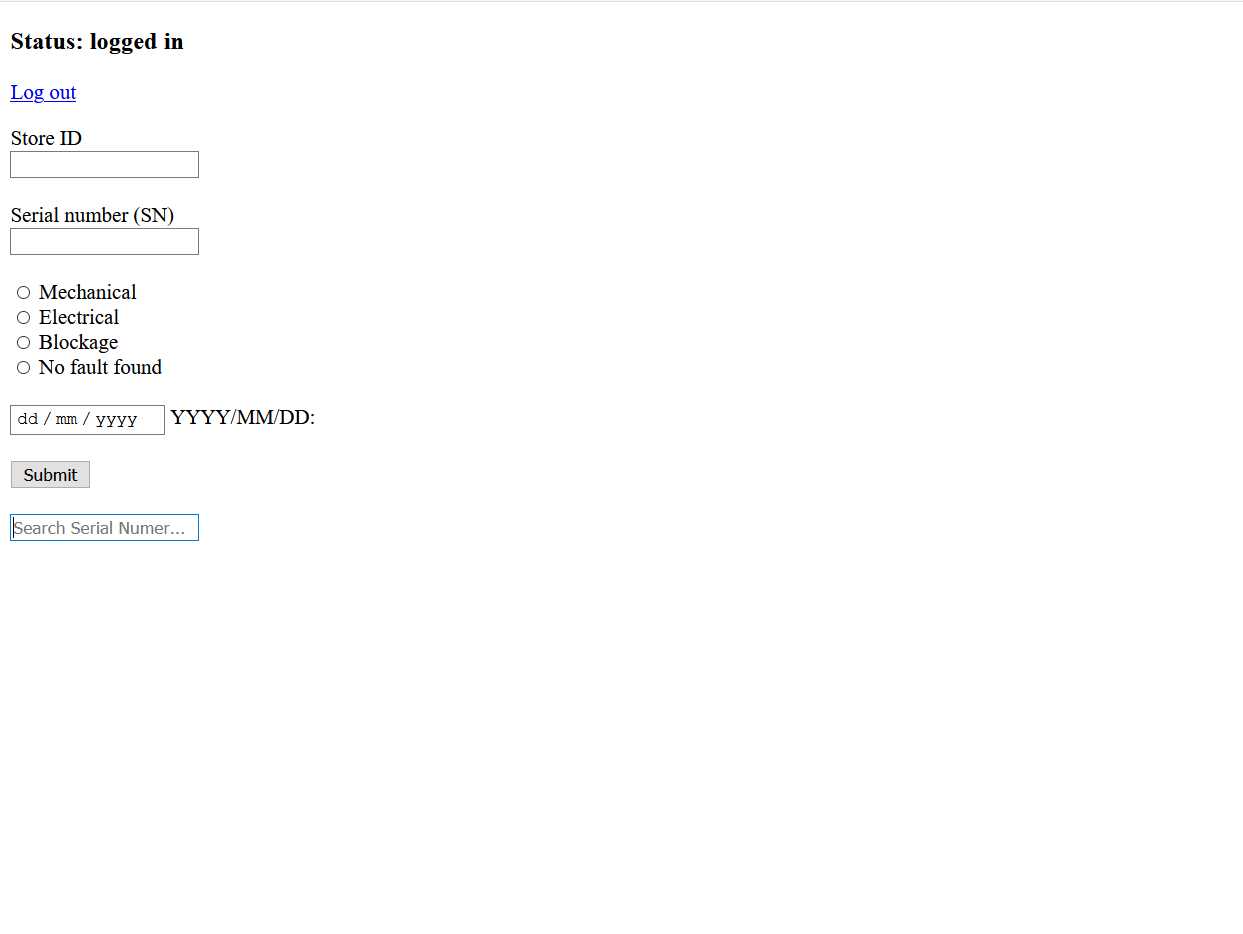 Status: logged in
Log out
Store ID
Serial number (SN)
Mechanical
Electrical
Blockage
No fault found
dd / mm / yyyy YYYY/MM/DD:
Submit
Search Serial Numer...